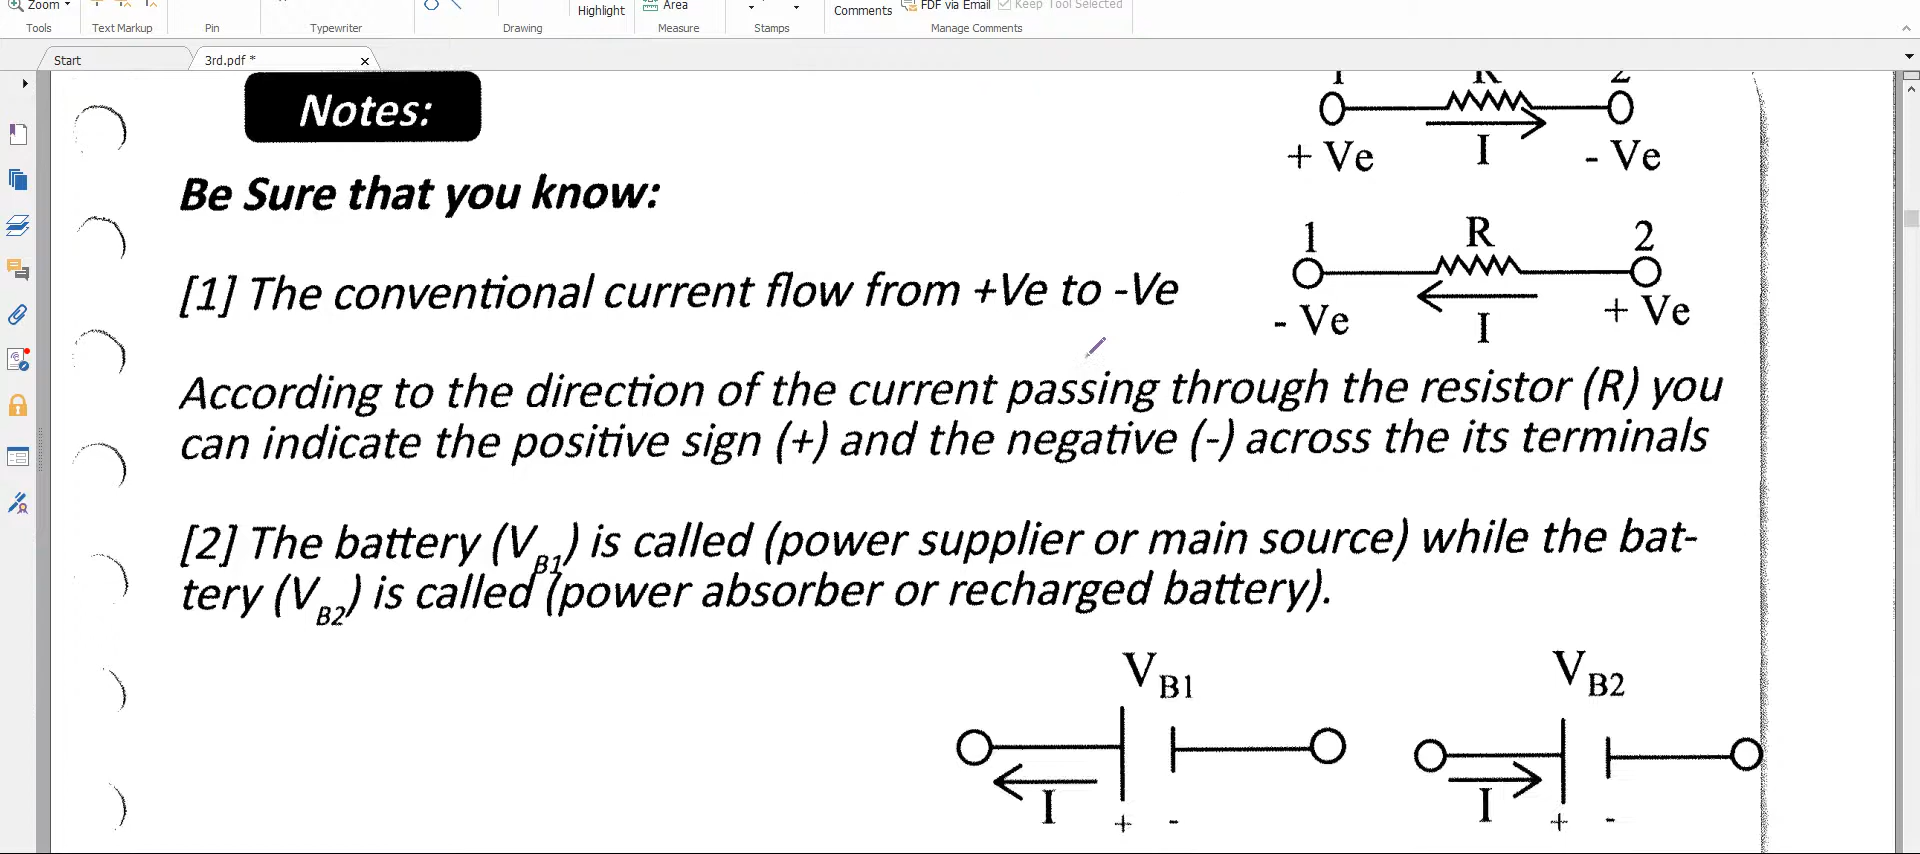 Zoom
Highlight
Area
Comments
PDF via Email
Keep Tool Selected
Tools
Text Markup
Pin
Typewriter
Drawing
Measure
Stamps
Manage Comments
Start
3rd.pdf *
Notes:
1 R 2
+ Ve I - Ve
Be Sure that you know:
1 R 2
- Ve I + Ve
[1] The conventional current flow from +Ve to -Ve
According to the direction of the current passing through the resistor (R) you
can indicate the positive sign (+) and the negative (-) across the its terminals
[2] The battery (VB1) is called (power supplier or main source) while the bat-
tery (VB2) is called (power absorber or recharged battery).
VB1 VB2
I + - I + -